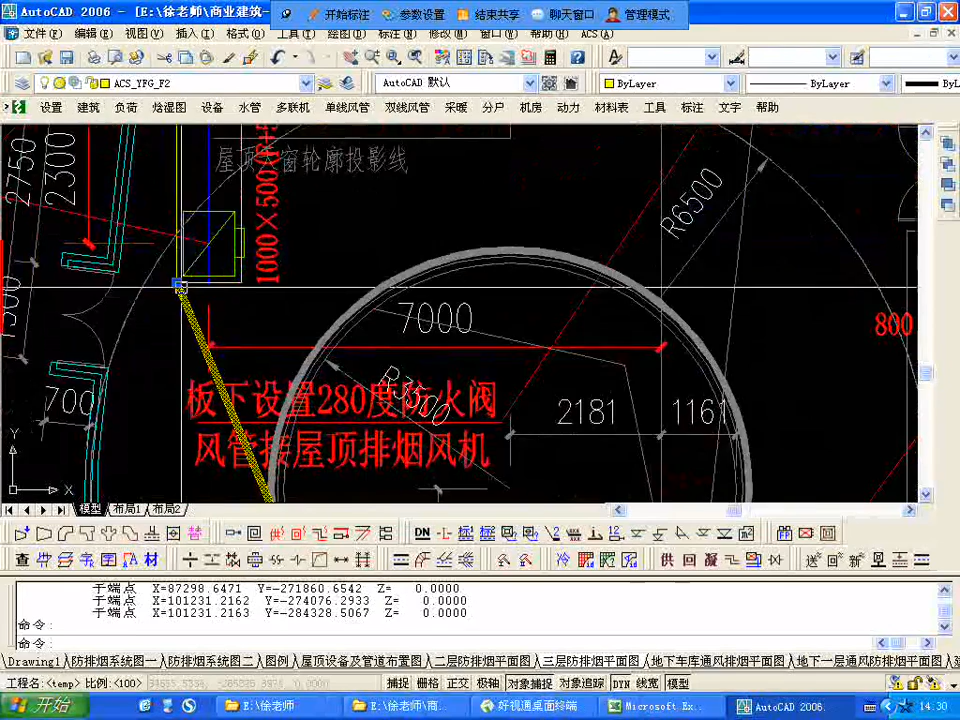 AutoCAD 2006 - [E:\徐老师\商业建筑-
开始标注 参数设置 结束共享 聊天窗口 管理模式
文件(F) 编辑(E) 视图(V) 插入(I) 格式(O) 工具(T) 绘图(D) 标注(N) 修改(M) 窗口(W) 帮助(H) ACS(A)
ACS_YFG_F2 AutoCAD 默认 ByLayer ByLayer ByL
设置 建筑 负荷 焓湿图 设备 水管 多联机 单线风管 双线风管 采暖 分户 机房 动力 材料表 工具 标注 文字 帮助
2750
2300
屋顶天窗轮廓投影线
R6500
7000
800
R3500
700
板下设置280度防火阀
2181
1161
风管接屋顶排烟风机
Y
X
模型 布局1 布局2
DN
查 字 材 供 回 凝 送 回 新
于端点 X=87298.6471 Y=-271860.6542 Z= 0.0000
于端点 X=101231.2162 Y=-274076.2933 Z= 0.0000
于端点 X=101231.2163 Y=-284328.5067 Z= 0.0000
命令:
命令:
Drawing1 防排烟系统图一 防排烟系统图二 图例 屋顶设备及管道布置图 二层防排烟平面图 三层防排烟平面图 地下车库通风排烟平面图 地下一层通风防排烟平面图
工程名:<temp> 比例:<100> 捕捉 栅格 正交 极轴 对象捕捉 对象追踪 DYN 线宽 模型
开始 E:\徐老师 E:\徐老师\商... 好视通桌面终端 Microsoft Ex... AutoCAD 2006 14:30